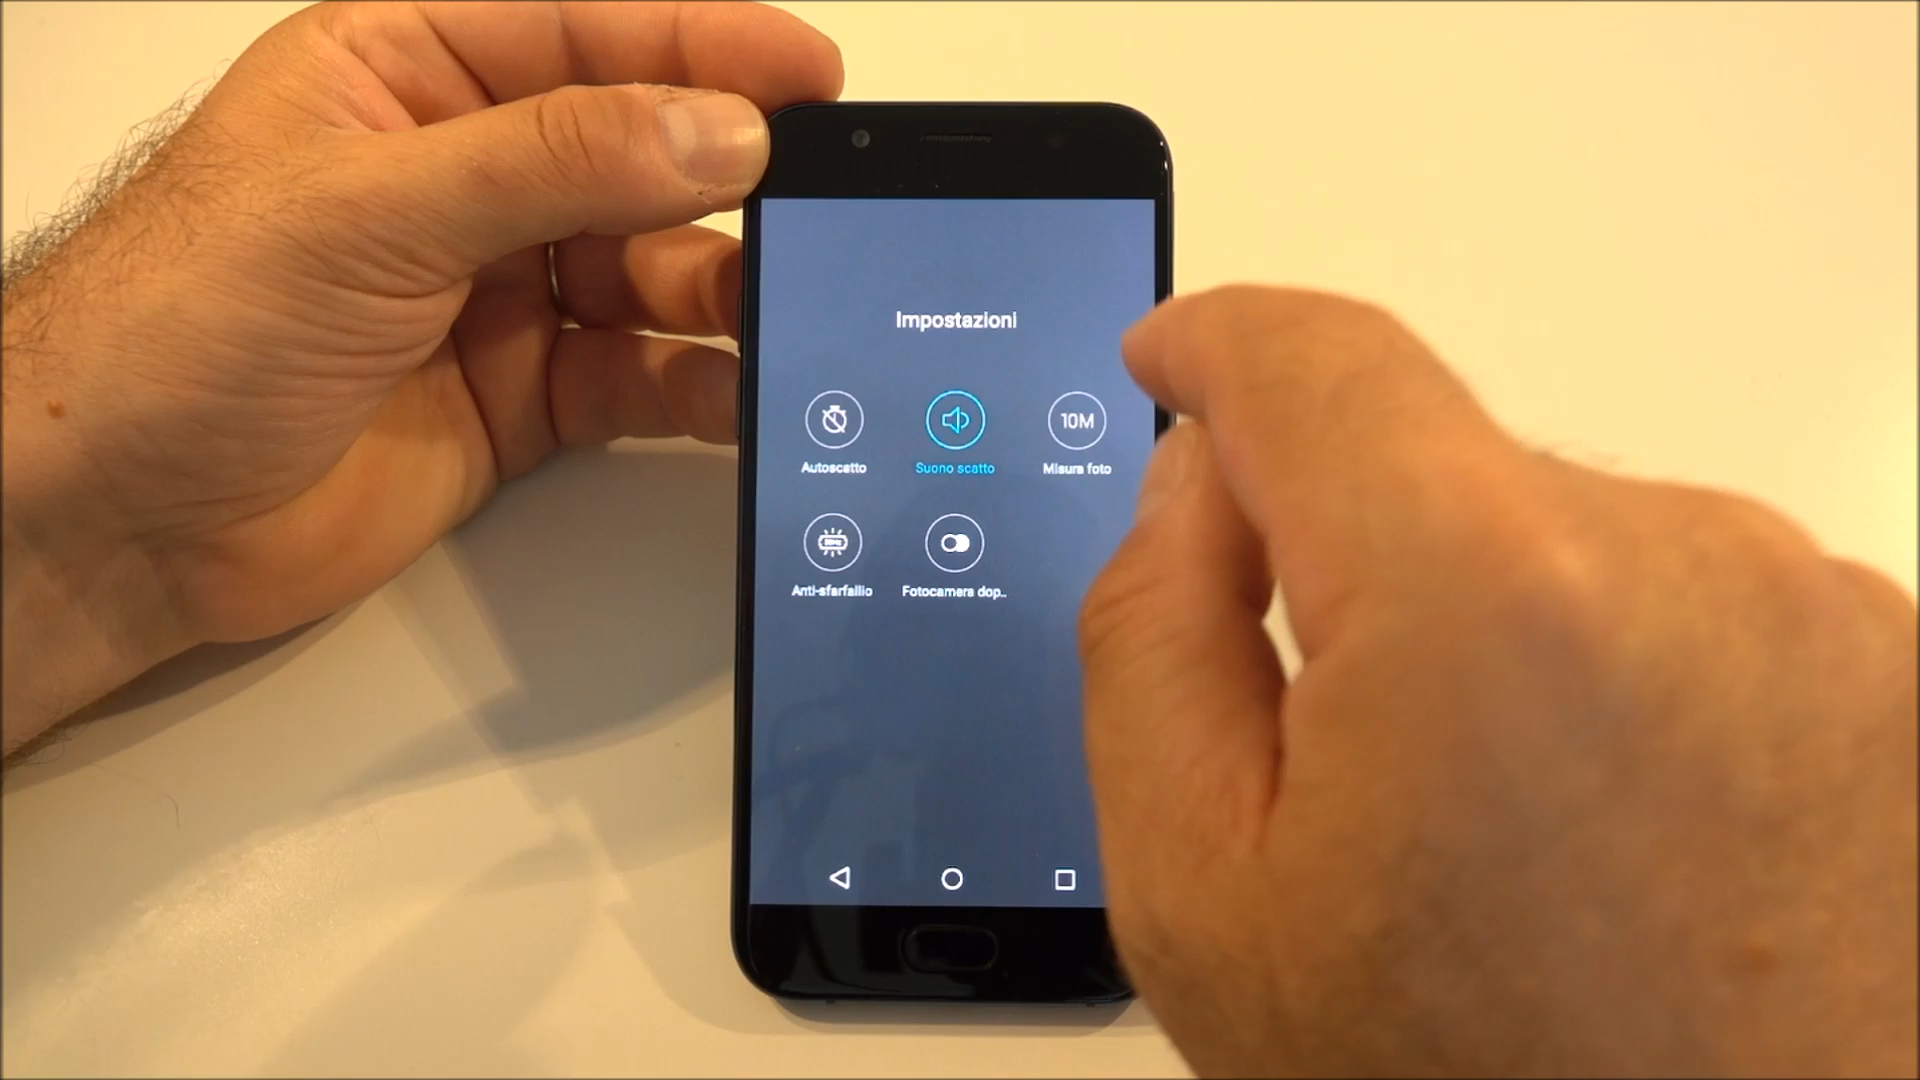 Impostazioni
10M
Autoscatto
Suono scatto
Misura foto
Anti-sfarfallio
Fotocamera dop..